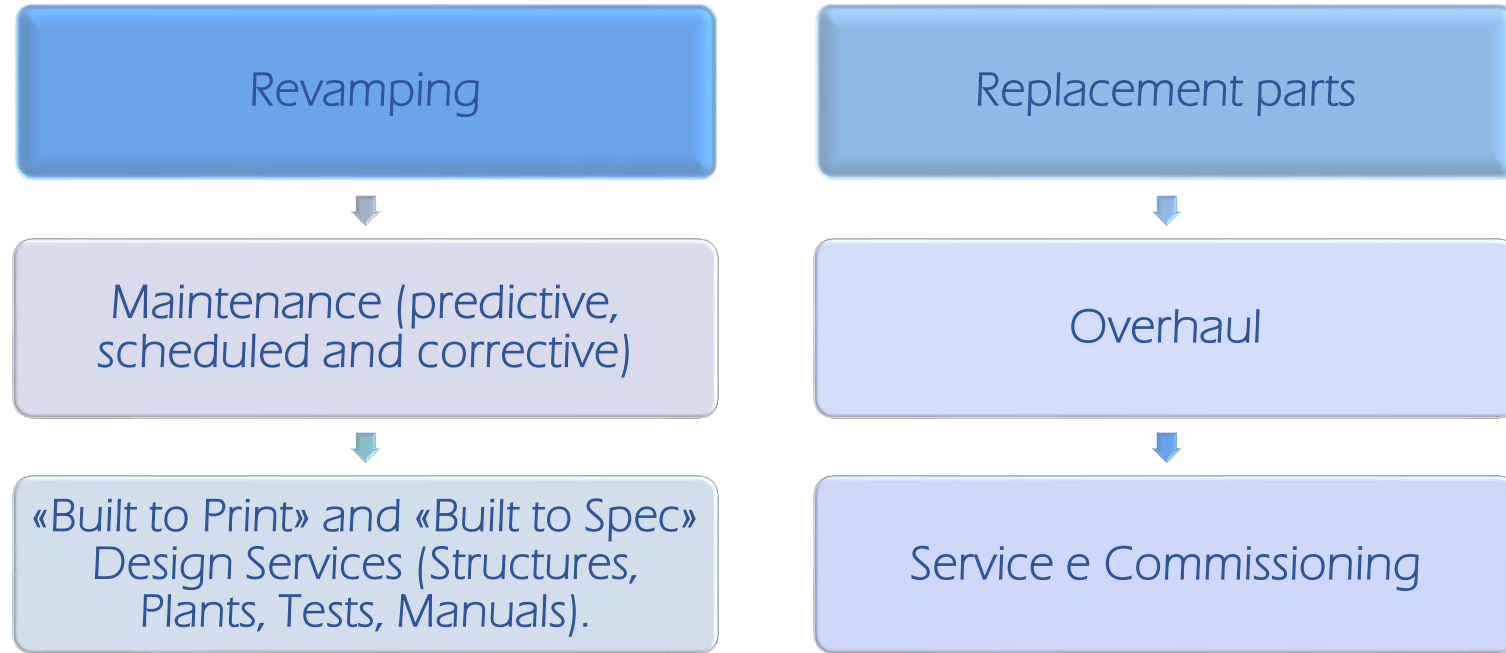 Revamping
Maintenance (predictive,
scheduled and corrective)
«Built to Print» and «Built to Spec»
Design Services (Structures,
Plants, Tests, Manuals).
Replacement parts
Overhaul
Service e Commissioning